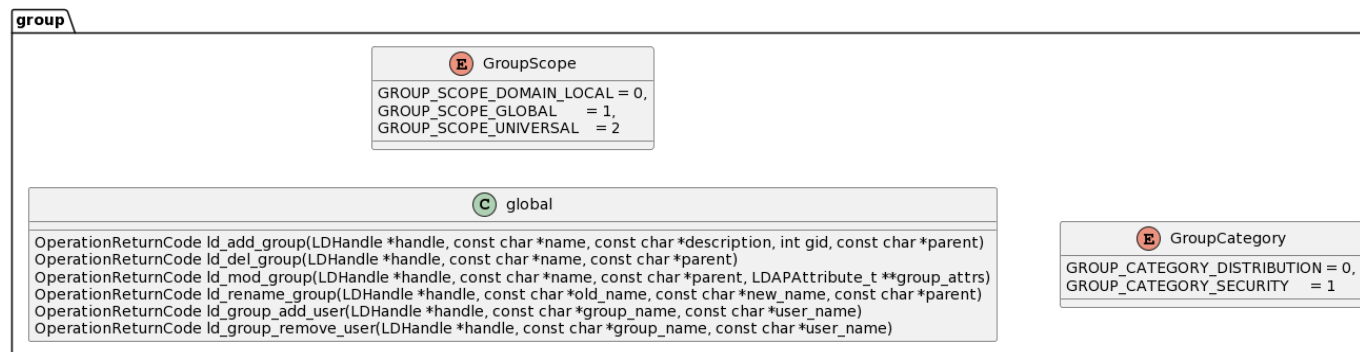 group
E GroupScope
GROUP_SCOPE_DOMAIN_LOCAL = 0,
GROUP_SCOPE_GLOBAL = 1,
GROUP_SCOPE_UNIVERSAL = 2
C global
OperationReturnCode ld_add_group(LDHandle *handle, const char *name, const char *description, int gid, const char *parent)
OperationReturnCode ld_del_group(LDHandle *handle, const char *name, const char *parent)
OperationReturnCode ld_mod_group(LDHandle *handle, const char *name, const char *parent, LDAPAttribute_t **group_attrs)
OperationReturnCode ld_rename_group(LDHandle *handle, const char *old_name, const char *new_name, const char *parent)
OperationReturnCode ld_group_add_user(LDHandle *handle, const char *group_name, const char *user_name)
OperationReturnCode ld_group_remove_user(LDHandle *handle, const char *group_name, const char *user_name)
E GroupCategory
GROUP_CATEGORY_DISTRIBUTION = 0,
GROUP_CATEGORY_SECURITY = 1